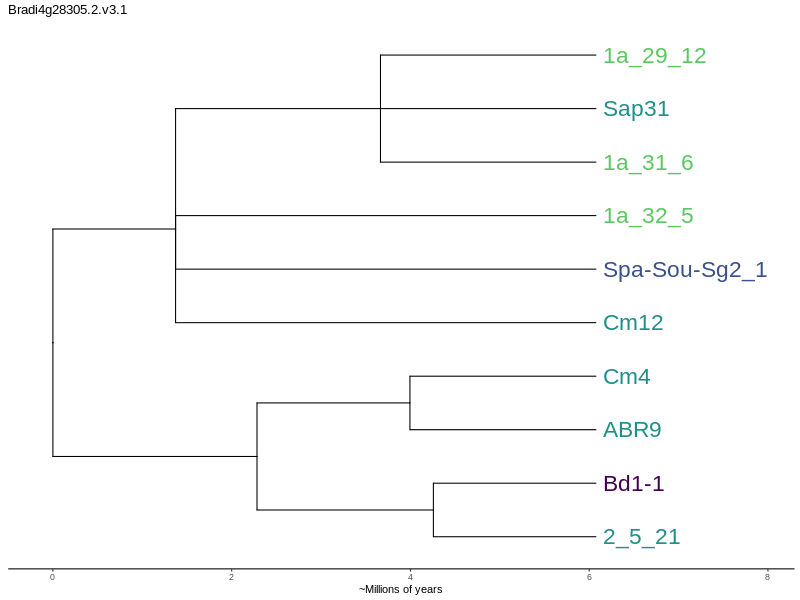 Bradi4g28305.2.v3.1
1a_29_12
Sap31
1a_31_6
1a_32_5
Spa-Sou-Sg2_1
Cm12
Cm4
ABR9
Bd1-1
2_5_21
0 2 4 6 8
~Millions of years